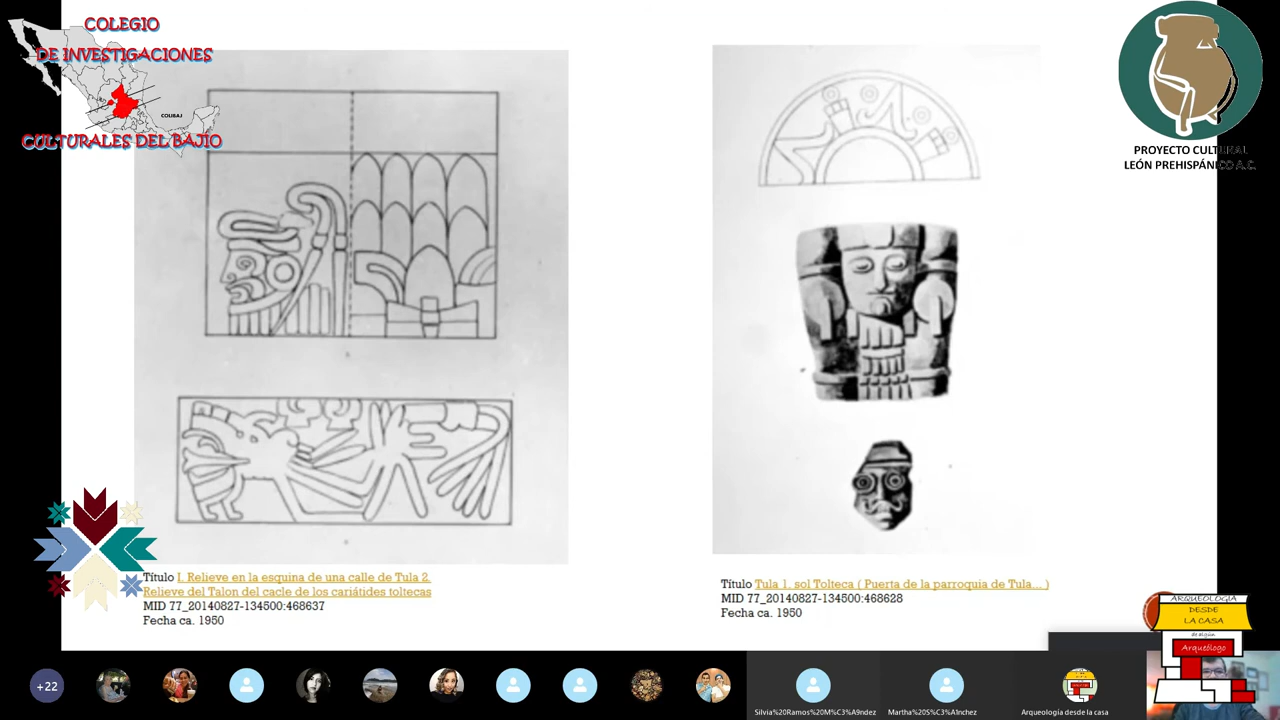 COLEGIO
DE INVESTIGACIONES
COLIBAJ
CULTURALES DEL BAJÍO
PROYECTO CULTURAL
LEÓN PREHISPÁNICO A.C.
Título I. Relieve en la esquina de una calle de Tula 2.
Relieve del Talon del cacle de los cariátides toltecas
MID 77_20140827-134500:468637
Fecha ca. 1950
Título Tula 1. sol Tolteca ( Puerta de la parroquia de Tula... )
MID 77_20140827-134500:468628
Fecha ca. 1950
ARQUEOLOGÍA
DESDE
LA CASA
de algún
Arqueólogo
+22
Silvia%20Ramos%20M%C3%A9ndez
Martha%20S%C3%A1nchez
Arqueología desde la casa